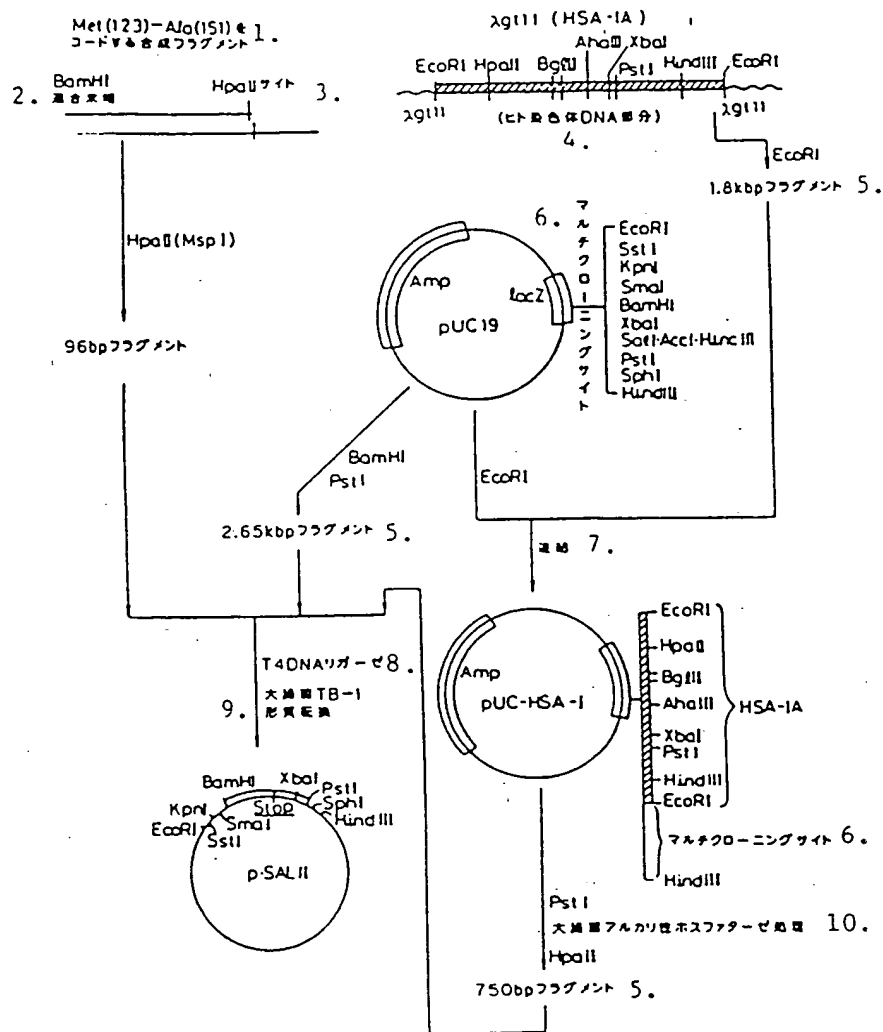 Met(123)-Ala(151)を
コードする合成フラグメント 1.
BamHI
2. 混合末端
HpaIIサイト 3.
λgt11 (HSA-1A)
EcoRI HpaII BglII AhaIII XbaI PstI HindIII EcoRI
λgt11 λgt11
(ヒト染色体DNA部分)
4.
EcoRI
1.8kbpフラグメント 5.
HpaII(MspI)
96bpフラグメント
6. マルチクローニングサイト
Amp
lacZ
pUC19
EcoRI
SstI
KpnI
SmaI
BamHI
XbaI
SalI·AccI·HincIII
PstI
SphI
HindIII
BamHI
PstI
EcoRI
2.65kbpフラグメント 5.
連結 7.
T4DNAリガーゼ 8.
9. 大腸菌TB-1
形質転換
BamHI XbaI
PstI
SphI
HindIII
KpnI
EcoRI
SstI
SmaI
Stop
p·SALII
Amp
pUC-HSA-I
EcoRI
HpaII
BglII
AhaIII
XbaI
PstI
HindIII
EcoRI
HSA-1A
マルチクローニングサイト 6.
HindIII
PstI
大腸菌アルカリ性ホスファターゼ処理 10.
HpaII
750bpフラグメント 5.